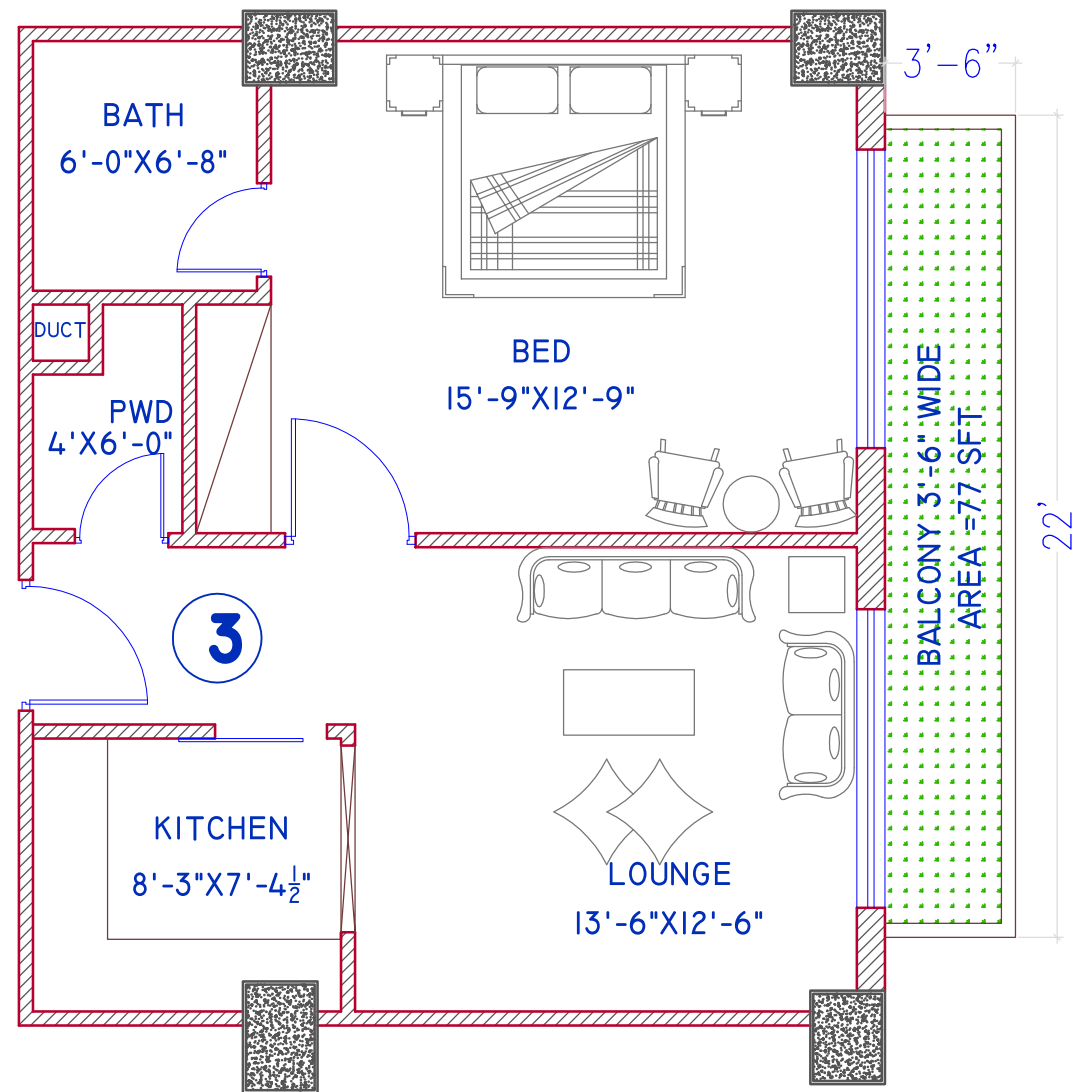 3'-6"
BATH
6'-0"X6'-8"
DUCT
BED
15'-9"X12'-9"
PWD
4'X6'-0"
BALCONY 3'-6" WIDE
AREA =77 SFT
22'
3
KITCHEN
8'-3"X7'-4½"
LOUNGE
13'-6"X12'-6"